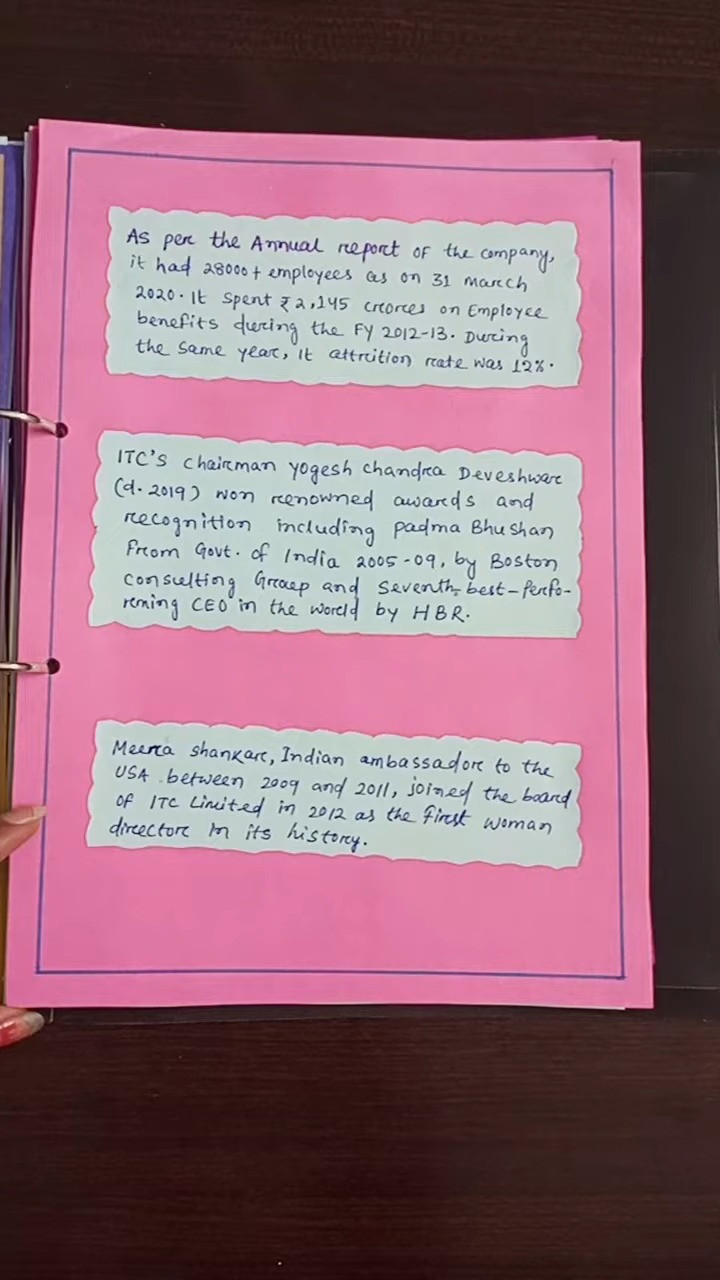 As per the Annual report of the company,
it had 28000+ employees as on 31 march
2020. It spent ₹2,145 crores on Employee
benefits during the FY 2012-13. During
the same year, it attrition rate was 12%.
ITC's chairman yogesh chandra Deveshwar
(d. 2019) won renowned awards and
recognition including padma Bhushan
From Govt. of India 2005-09, by Boston
consulting Group and seventh-best-perfo-
rming CEO in the world by HBR.
Meera shankar, Indian ambassador to the
USA between 2009 and 2011, joined the board
of ITC Limited in 2012 as the first woman
director in its history.